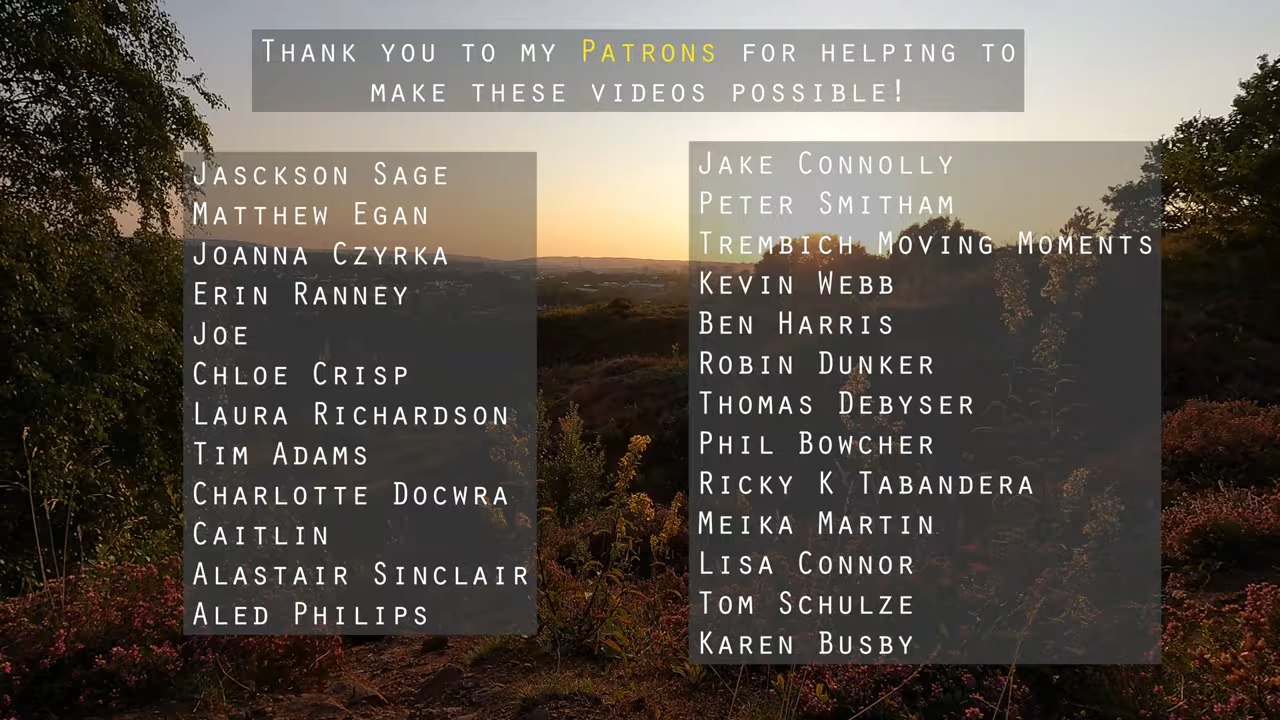 Thank you to my Patrons for helping to
make these videos possible!
Jasckson Sage
Matthew Egan
Joanna Czyrka
Erin Ranney
Joe
Chloe Crisp
Laura Richardson
Tim Adams
Charlotte Docwra
Caitlin
Alastair Sinclair
Aled Philips
Jake Connolly
Peter Smitham
Trembich Moving Moments
Kevin Webb
Ben Harris
Robin Dunker
Thomas Debyser
Phil Bowcher
Ricky K Tabandera
Meika Martin
Lisa Connor
Tom Schulze
Karen Busby